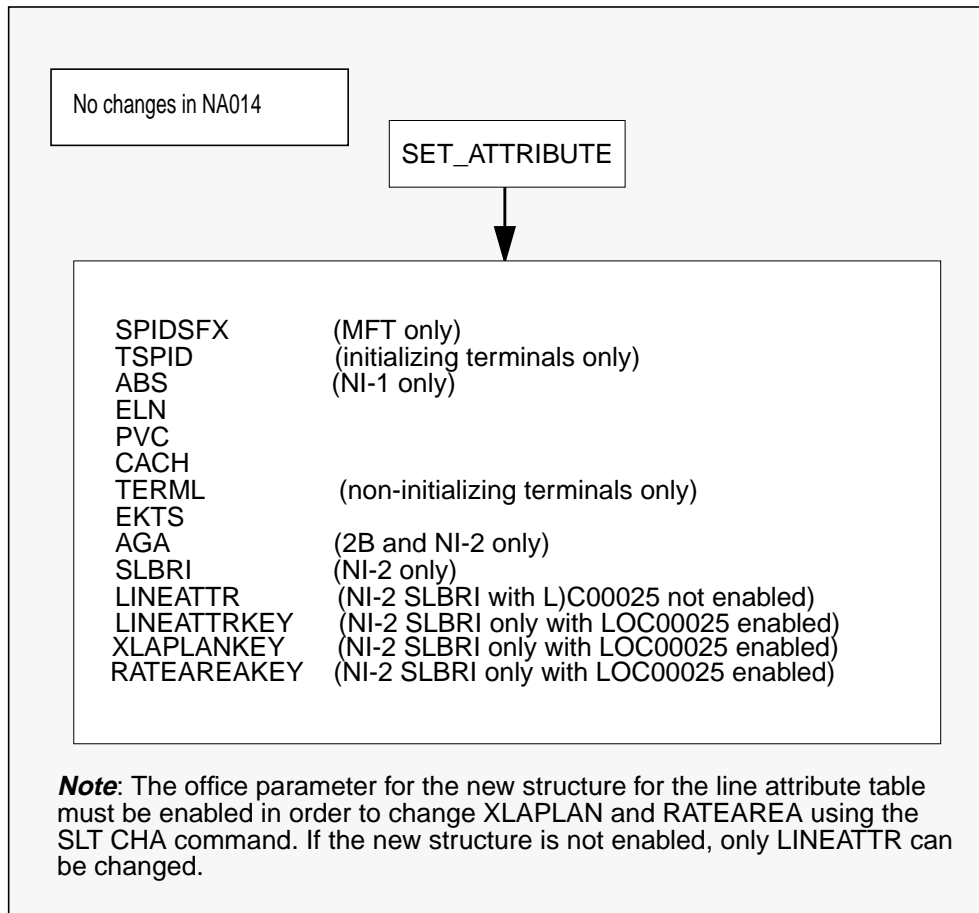 No changes in NA014
SET_ATTRIBUTE
SPIDSFX (MFT only)
TSPID (initializing terminals only)
ABS (NI-1 only)
ELN
PVC
CACH
TERML (non-initializing terminals only)
EKTS
AGA (2B and NI-2 only)
SLBRI (NI-2 only)
LINEATTR (NI-2 SLBRI with L)C00025 not enabled)
LINEATTRKEY (NI-2 SLBRI only with LOC00025 enabled)
XLAPLANKEY (NI-2 SLBRI only with LOC00025 enabled)
RATEAREAKEY (NI-2 SLBRI only with LOC00025 enabled)
Note: The office parameter for the new structure for the line attribute table
must be enabled in order to change XLAPLAN and RATEAREA using the
SLT CHA command. If the new structure is not enabled, only LINEATTR can
be changed.